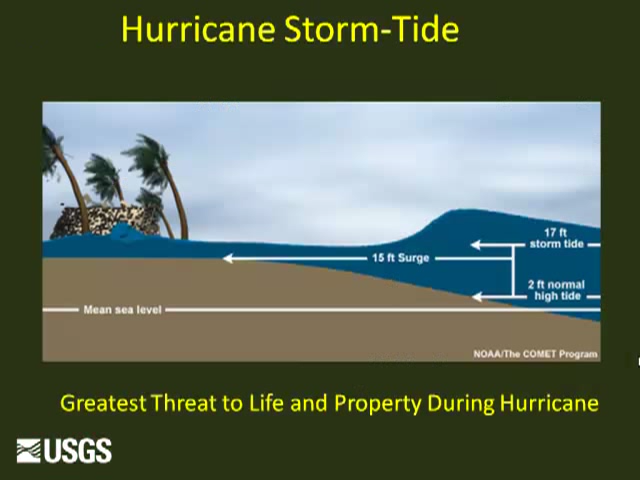 Hurricane Storm-Tide
17 ft
storm tide
15 ft Surge
2 ft normal
high tide
Mean sea level
NOAA/The COMET Program
Greatest Threat to Life and Property During Hurricane
USGS